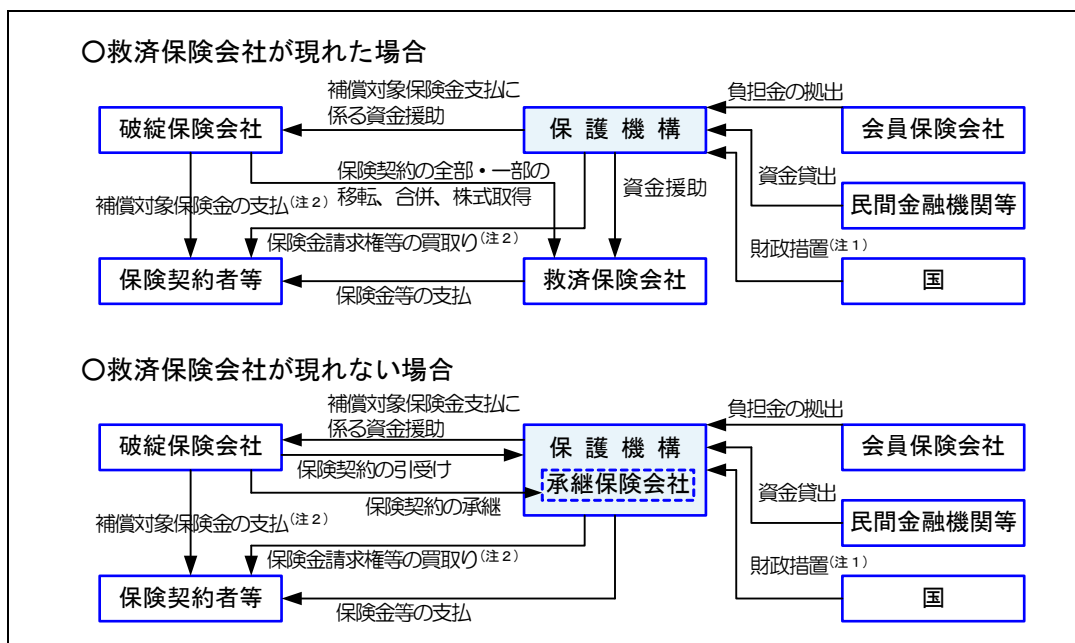 〇救済保険会社が現れた場合
補償対象保険金支払に
係る資金援助
負担金の拠出
破綻保険会社
保護機構
会員保険会社
保険契約の全部・一部の
移転、合併、株式取得
資金援助
資金貸出
補償対象保険金の支払(注2)
民間金融機関等
保険金請求権等の買取り(注2)
財政措置(注1)
保険契約者等
救済保険会社
国
保険金等の支払
〇救済保険会社が現れない場合
補償対象保険金支払に
係る資金援助
負担金の拠出
破綻保険会社
保護機構
会員保険会社
保険契約の引受け
承継保険会社
資金貸出
保険契約の承継
補償対象保険金の支払(注2)
民間金融機関等
保険金請求権等の買取り(注2)
財政措置(注1)
保険契約者等
国
保険金等の支払